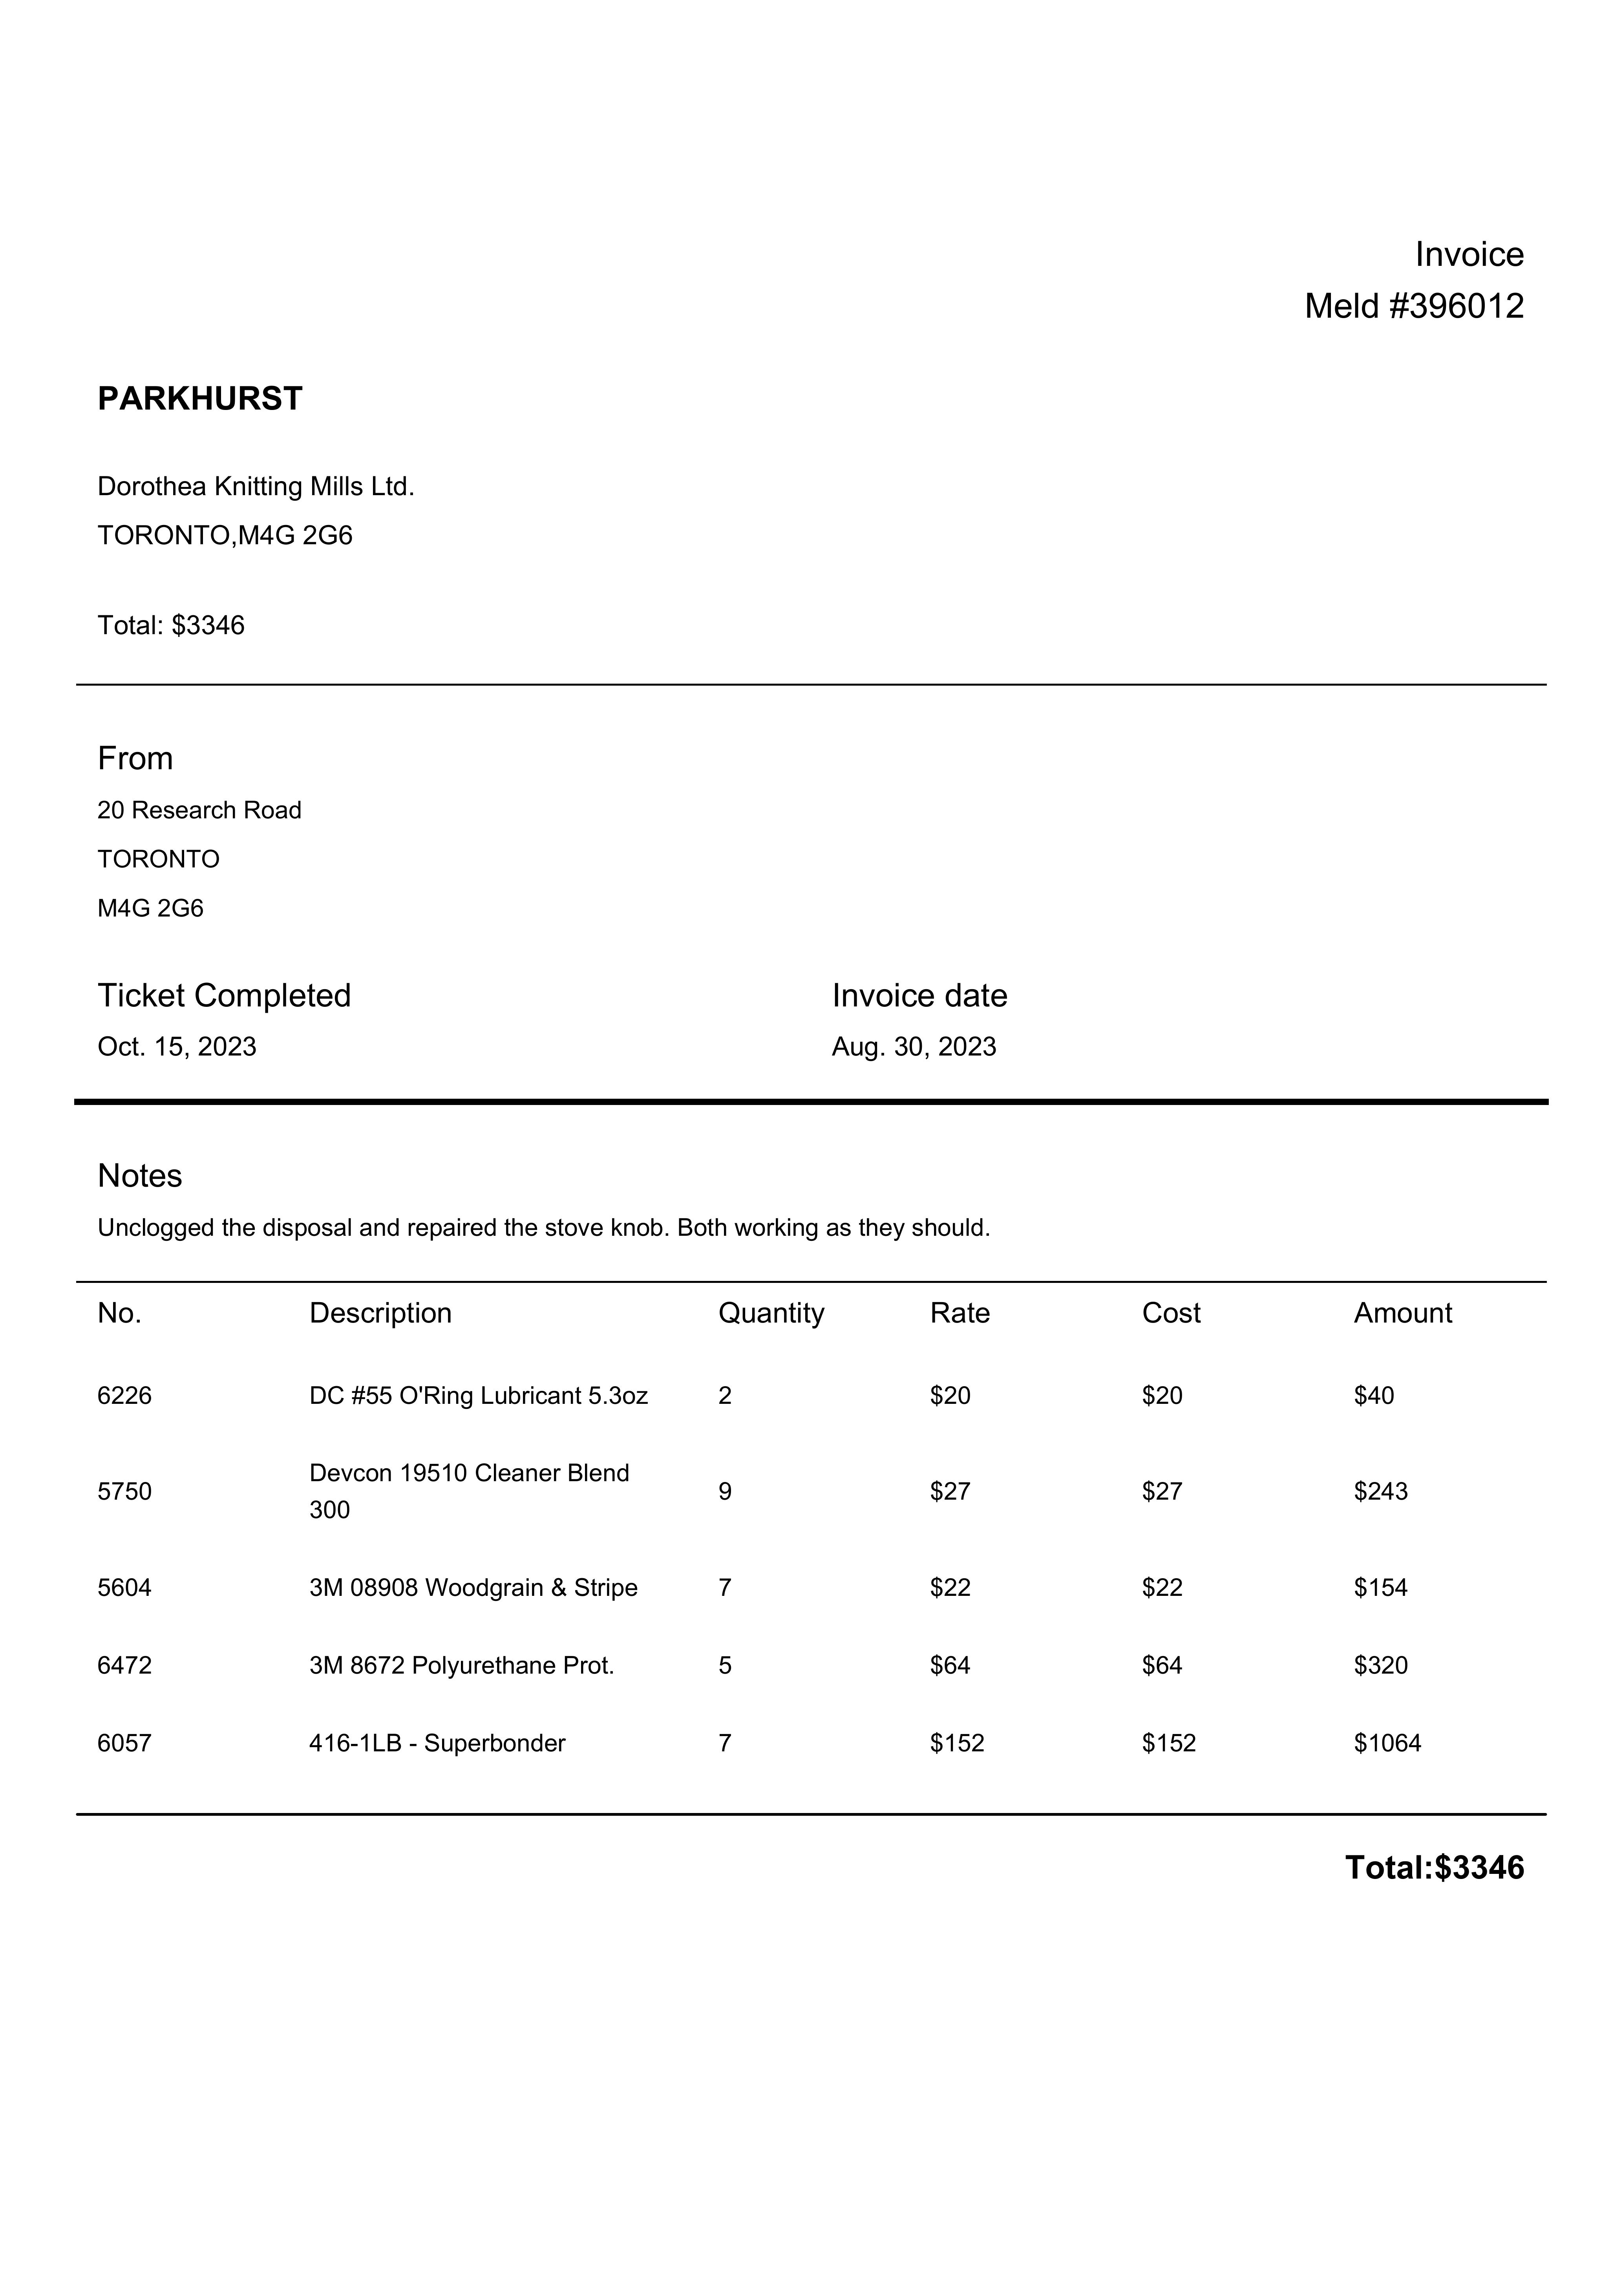 Invoice
Meld #396012
PARKHURST
Dorothea Knitting Mills Ltd.
TORONTO,M4G 2G6
Total: $3346
From
20 Research Road
TORONTO
M4G 2G6
Ticket Completed Invoice date
Oct. 15, 2023 Aug. 30, 2023
Notes
Unclogged the disposal and repaired the stove knob. Both working as they should.
No. Description Quantity Rate Cost Amount
6226 DC #55 O'Ring Lubricant 5.3oz 2 $20 $20 $40
5750 Devcon 19510 Cleaner Blend 300 9 $27 $27 $243
5604 3M 08908 Woodgrain & Stripe 7 $22 $22 $154
6472 3M 8672 Polyurethane Prot. 5 $64 $64 $320
6057 416-1LB - Superbonder 7 $152 $152 $1064
Total:$3346